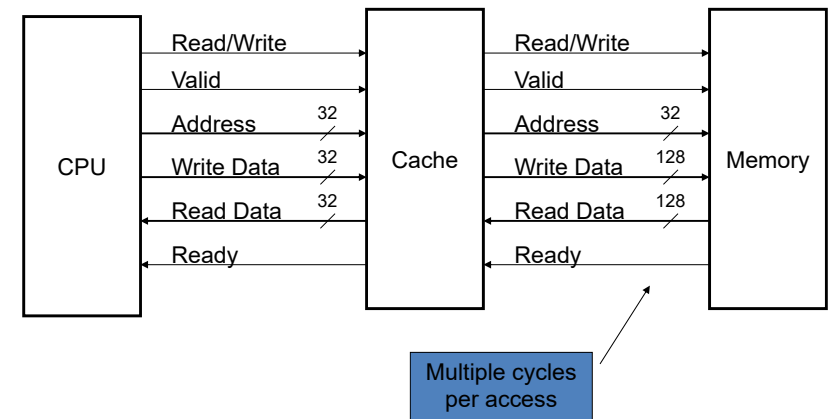 Read/Write
Read/Write
Valid
Valid
Address 32
Address 32
CPU
Write Data 32
Cache
Write Data 128
Memory
Read Data 32
Read Data 128
Ready
Ready
Multiple cycles
per access